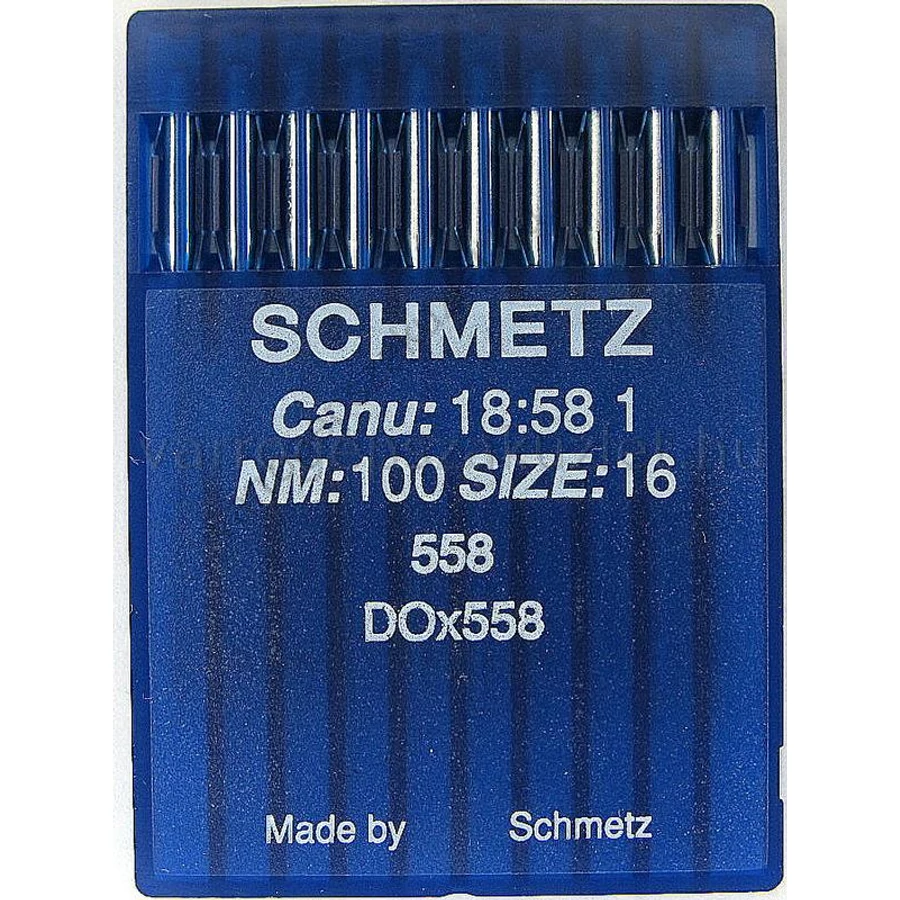 SCHMETZ
Canu: 18:58 1
NM:100 SIZE:16
558
DOx558
Made by Schmetz